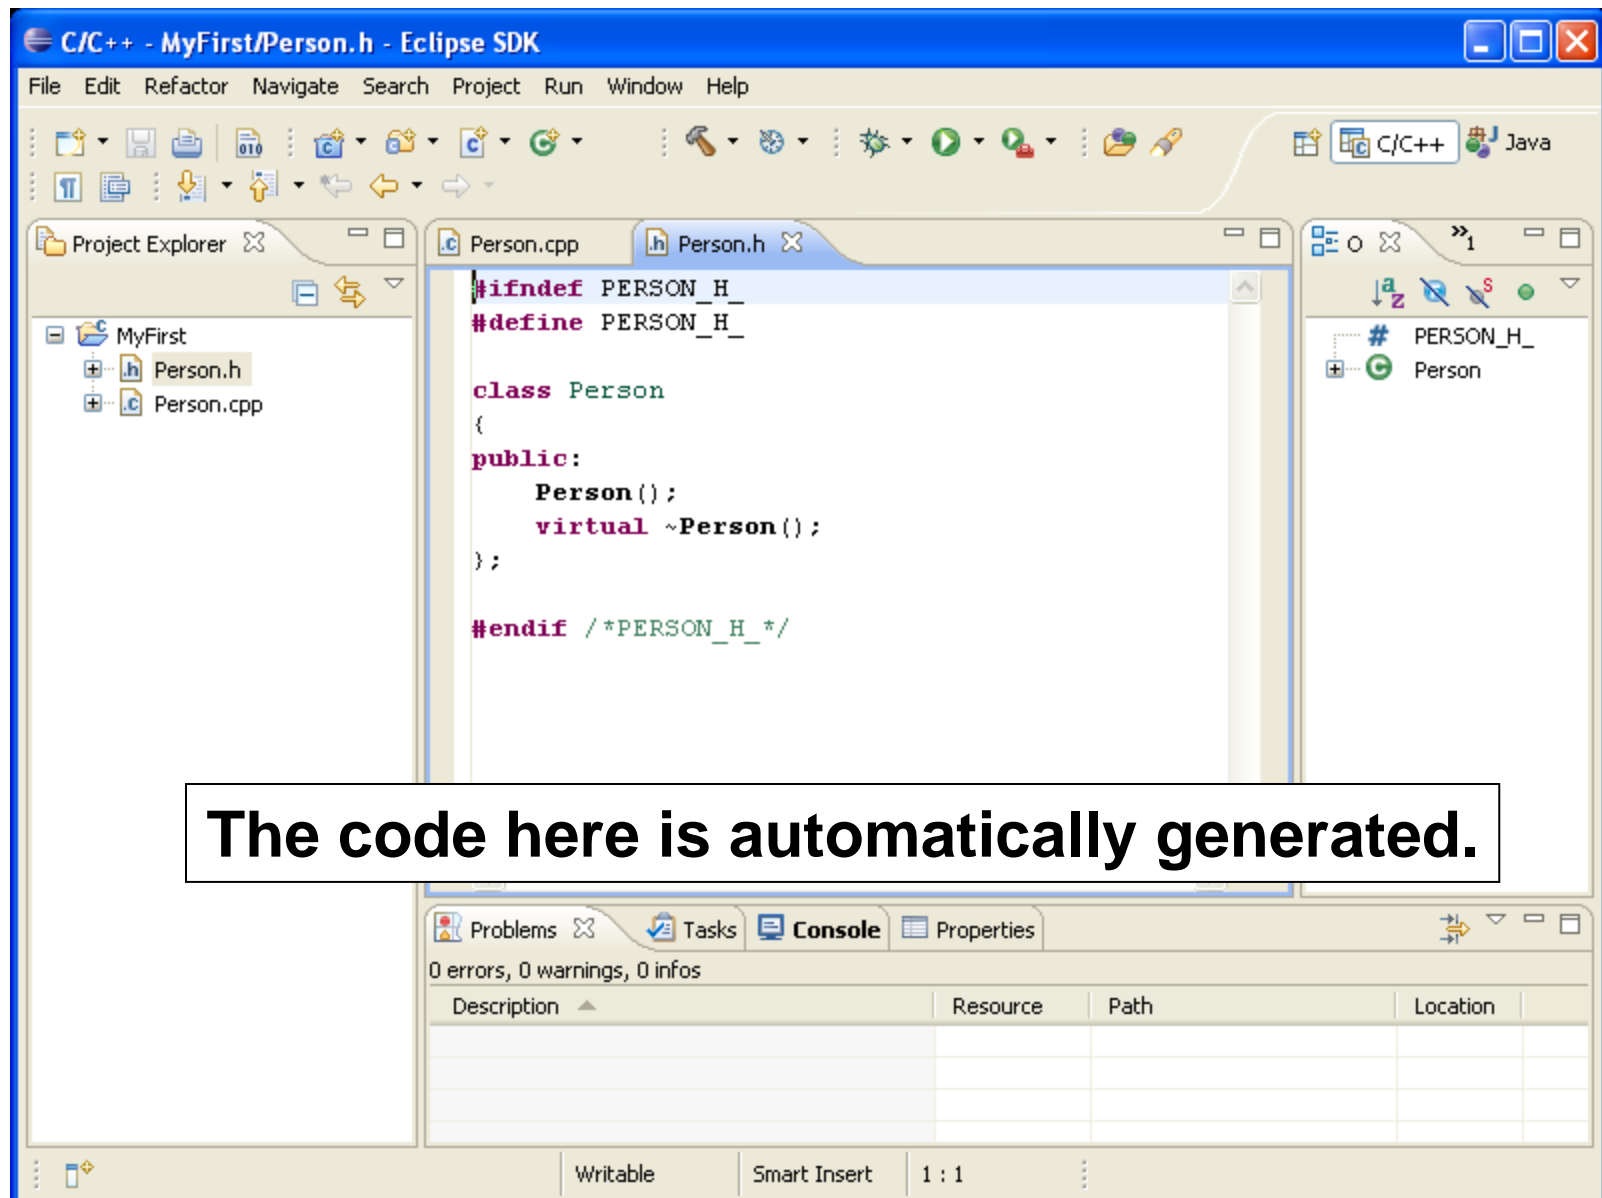 C/C++ - MyFirst/Person.h - Eclipse SDK
File Edit Refactor Navigate Search Project Run Window Help
C/C++ Java
Project Explorer
MyFirst
Person.h
Person.cpp
Person.cpp Person.h
#ifndef PERSON_H_
#define PERSON_H_
class Person
{
public:
Person();
virtual ~Person();
};
#endif /*PERSON_H_*/
O »1
PERSON_H_
Person
The code here is automatically generated.
Problems Tasks Console Properties
0 errors, 0 warnings, 0 infos
Description Resource Path Location
Writable Smart Insert 1 : 1